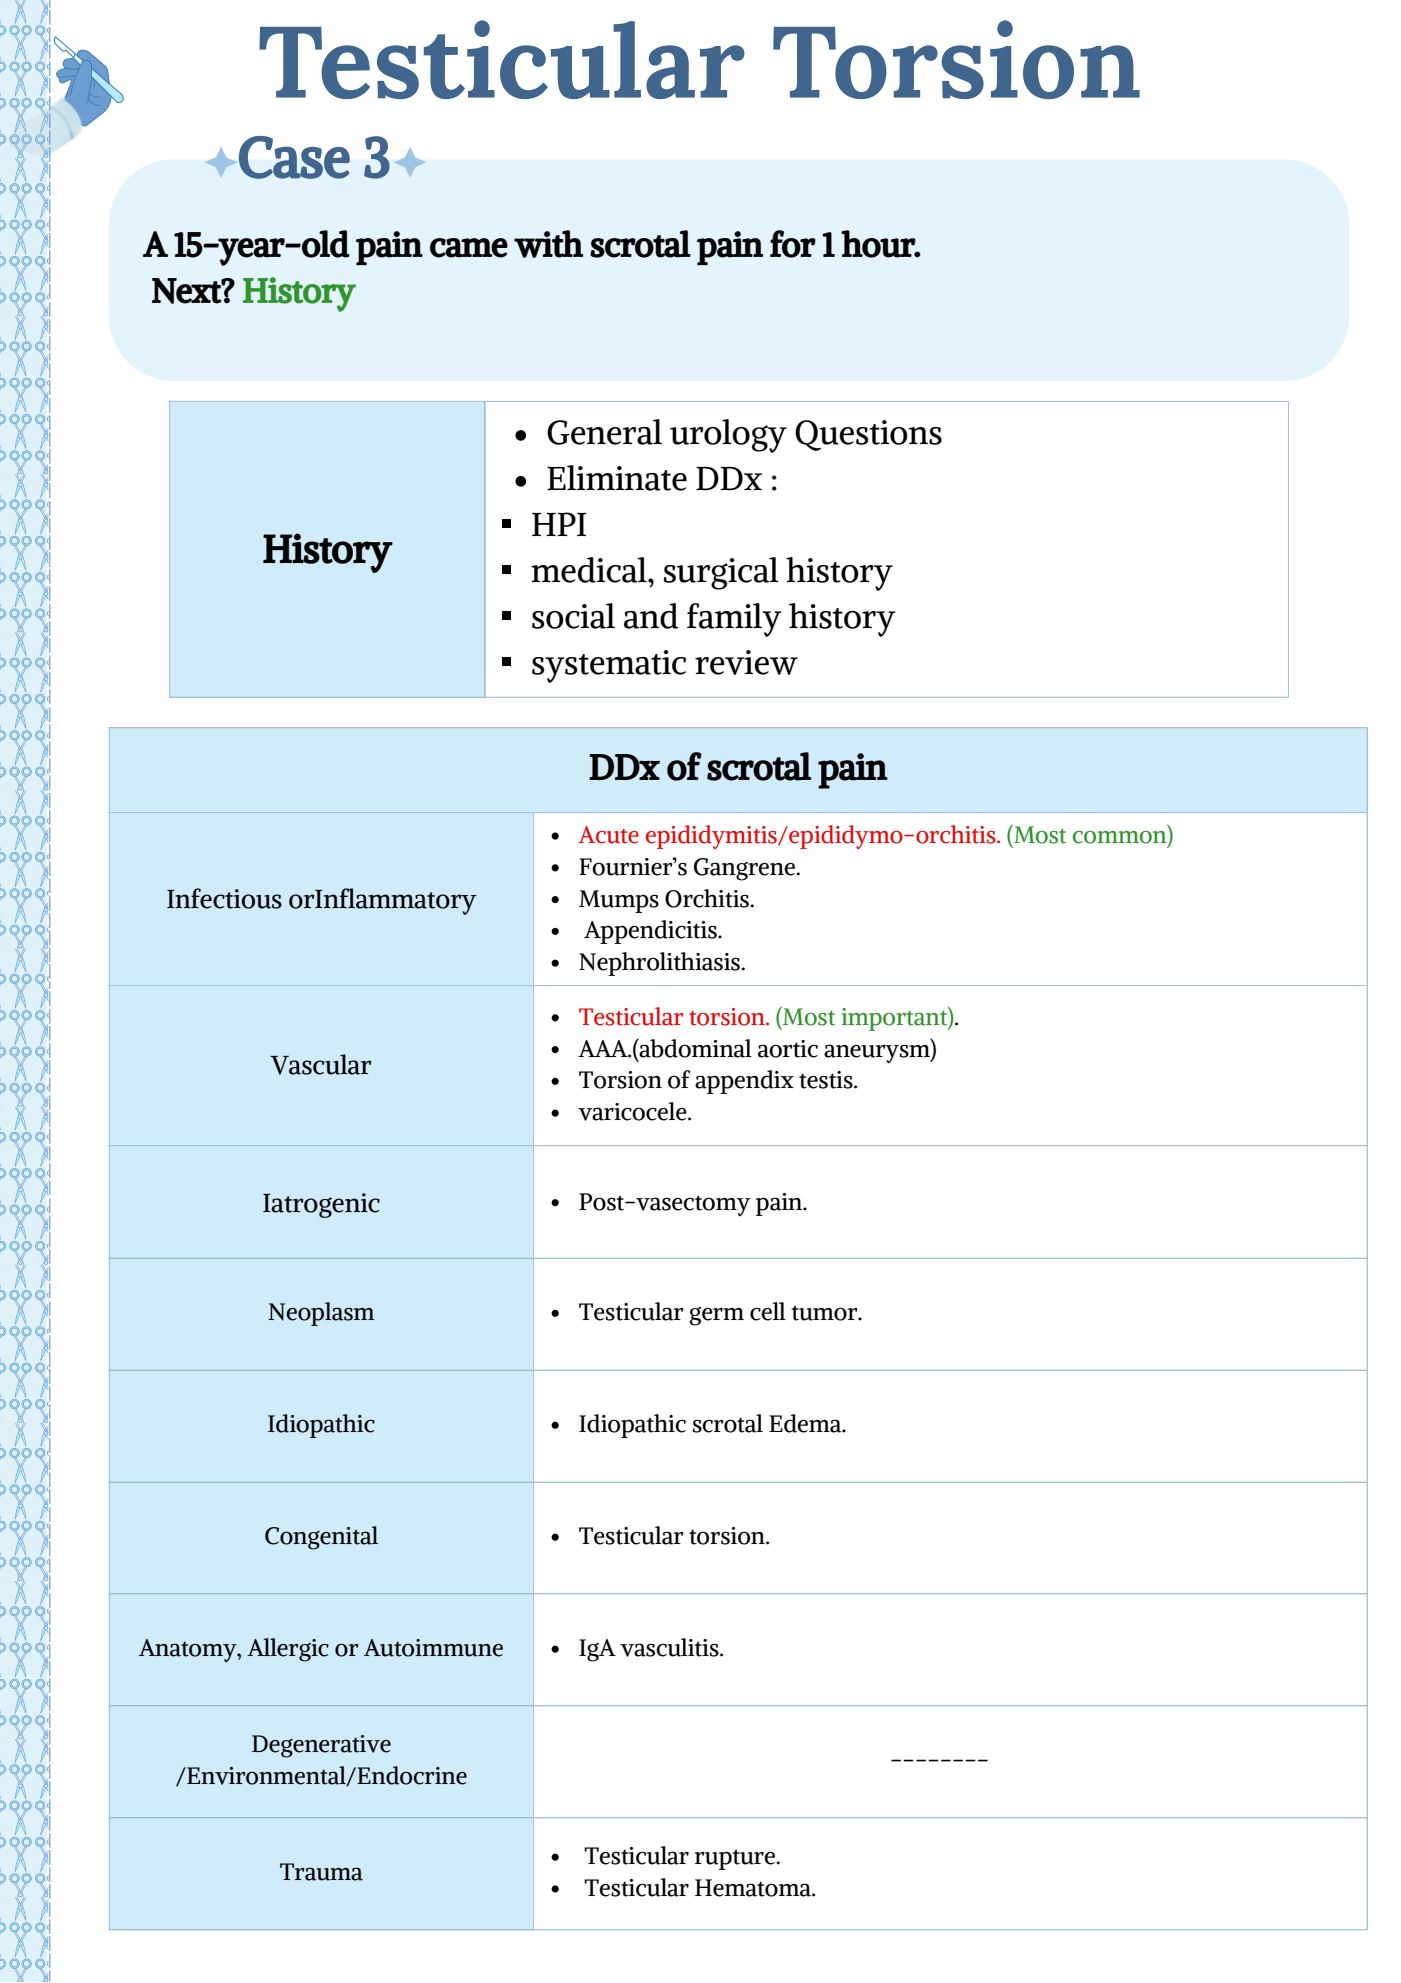 Testicular Torsion
Case 3
A 15-year-old pain came with scrotal pain for 1 hour.
Next? History
History
• General urology Questions
• Eliminate DDx :
▪ HPI
▪ medical, surgical history
▪ social and family history
▪ systematic review
DDx of scrotal pain
Infectious orInflammatory
• Acute epididymitis/epididymo-orchitis. (Most common)
• Fournier’s Gangrene.
• Mumps Orchitis.
• Appendicitis.
• Nephrolithiasis.
Vascular
• Testicular torsion. (Most important).
• AAA.(abdominal aortic aneurysm)
• Torsion of appendix testis.
• varicocele.
Iatrogenic
• Post-vasectomy pain.
Neoplasm
• Testicular germ cell tumor.
Idiopathic
• Idiopathic scrotal Edema.
Congenital
• Testicular torsion.
Anatomy, Allergic or Autoimmune
• IgA vasculitis.
Degenerative
/Environmental/Endocrine
--------
Trauma
• Testicular rupture.
• Testicular Hematoma.